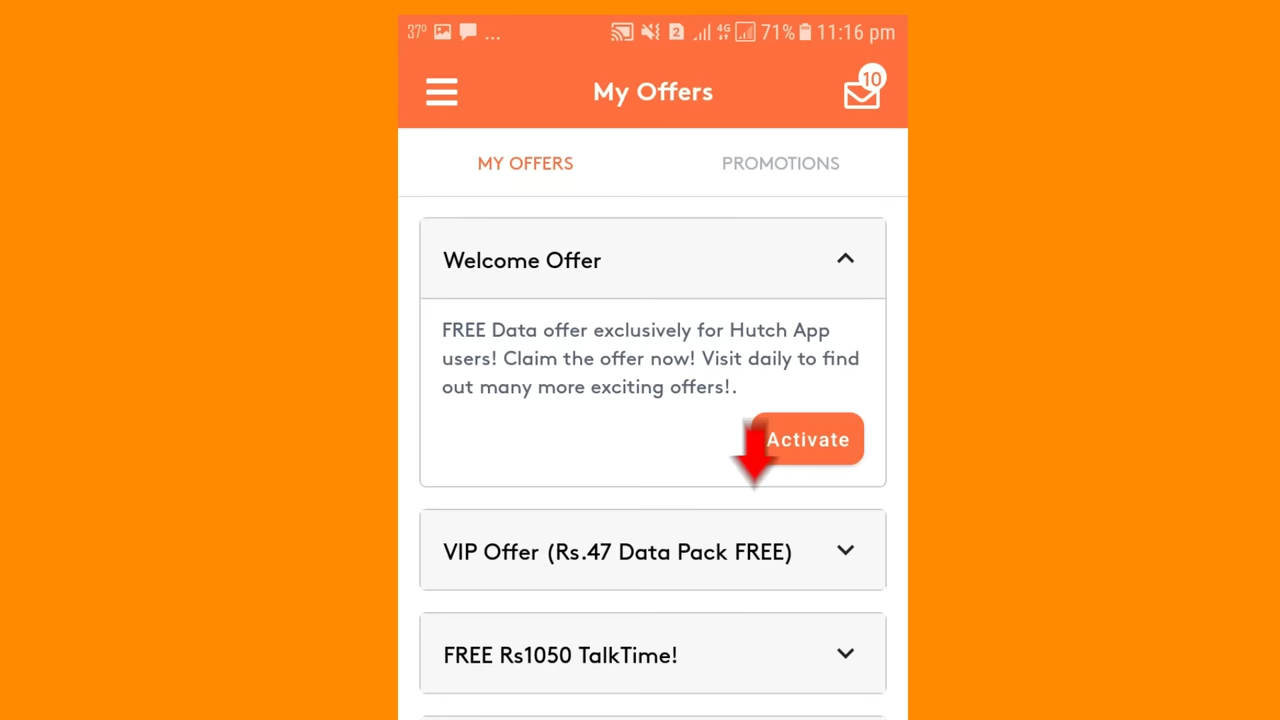 37º ... 2 4G 71% 11:16 pm
My Offers
10
MY OFFERS PROMOTIONS
Welcome Offer
FREE Data offer exclusively for Hutch App
users! Claim the offer now! Visit daily to find
out many more exciting offers!.
Activate
VIP Offer (Rs.47 Data Pack FREE)
FREE Rs1050 TalkTime!